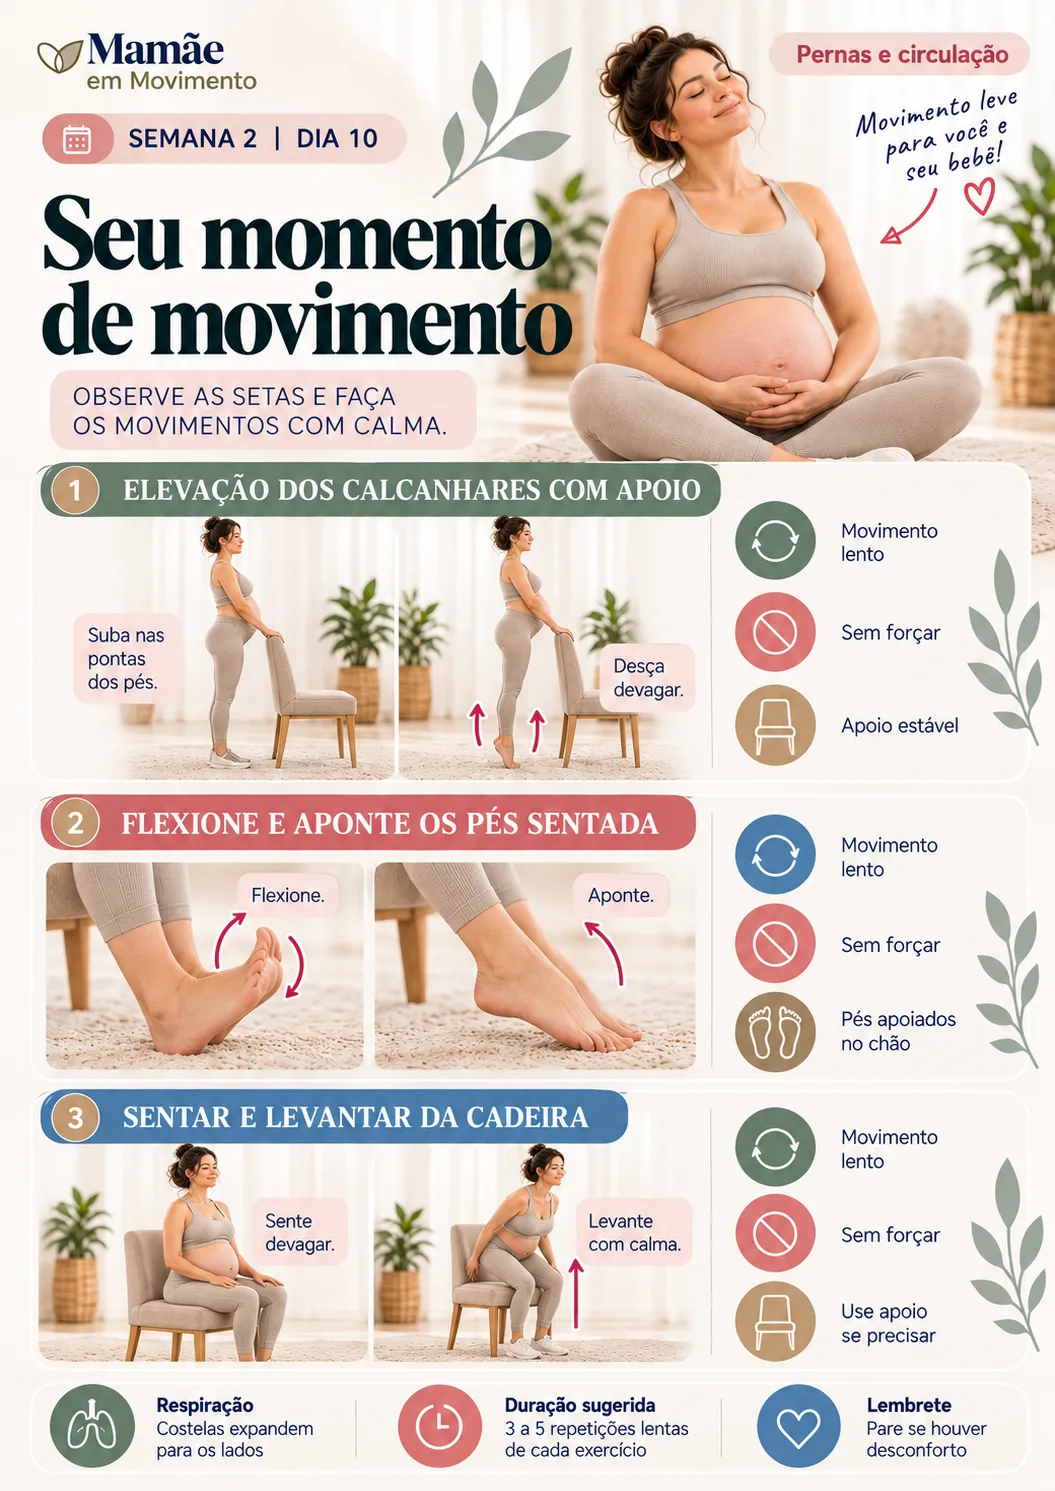 Mamãe
em Movimento
Pernas e circulação
SEMANA 2 | DIA 10
Movimento leve
para você e
seu bebê!
Seu momento
de movimento
OBSERVE AS SETAS E FAÇA
OS MOVIMENTOS COM CALMA.
1 ELEVAÇÃO DOS CALCANHARES COM APOIO
Suba nas
pontas
dos pés.
Desça
devagar.
Movimento
lento
Sem forçar
Apoio estável
2 FLEXIONE E APONTE OS PÉS SENTADA
Flexione.
Aponte.
Movimento
lento
Sem forçar
Pés apoiados
no chão
3 SENTAR E LEVANTAR DA CADEIRA
Sente
devagar.
Levante
com calma.
Movimento
lento
Sem forçar
Use apoio
se precisar
Respiração
Costelas expandem
para os lados
Duração sugerida
3 a 5 repetições lentas
de cada exercício
Lembrete
Pare se houver
desconforto